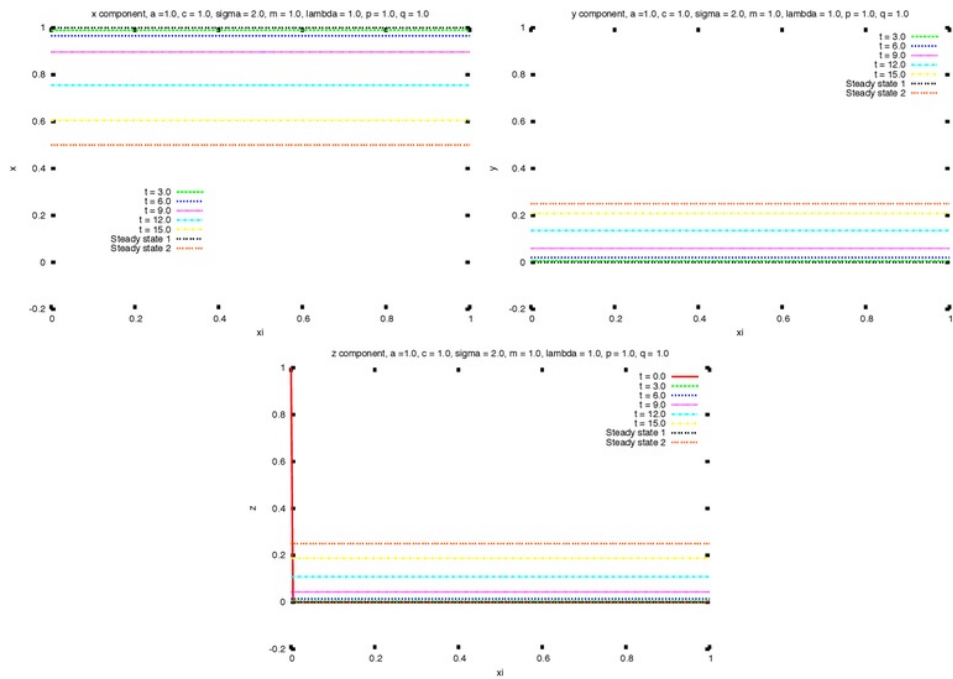 x component, a =1.0, c = 1.0, sigma = 2.0, m = 1.0, lambda = 1.0, p = 1.0, q = 1.0
1
0.8
0.6
0.4
0.2
0
-0.2
x
t = 3.0
t = 6.0
t = 9.0
t = 12.0
t = 15.0
Steady state 1
Steady state 2
0 0.2 0.4 0.6 0.8 1
xi
y component, a =1.0, c = 1.0, sigma = 2.0, m = 1.0, lambda = 1.0, p = 1.0, q = 1.0
1
0.8
0.6
0.4
0.2
0
-0.2
y
t = 3.0
t = 6.0
t = 9.0
t = 12.0
t = 15.0
Steady state 1
Steady state 2
0 0.2 0.4 0.6 0.8 1
xi
z component, a =1.0, c = 1.0, sigma = 2.0, m = 1.0, lambda = 1.0, p = 1.0, q = 1.0
1
0.8
0.6
0.4
0.2
0
-0.2
z
t = 0.0
t = 3.0
t = 6.0
t = 9.0
t = 12.0
t = 15.0
Steady state 1
Steady state 2
0 0.2 0.4 0.6 0.8 1
xi